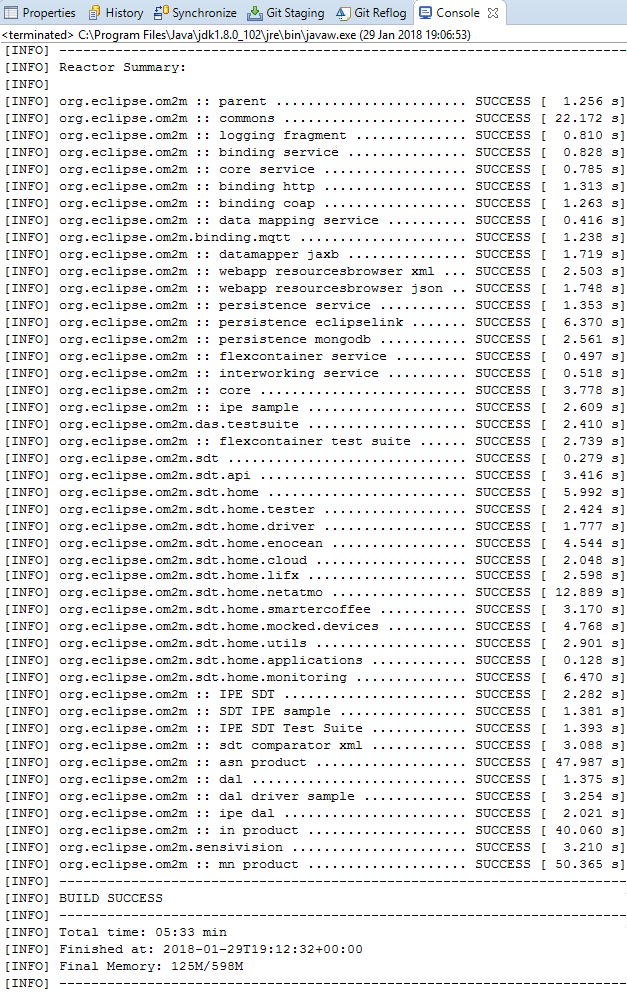 Properties History Synchronize Git Staging Git Reflog Console
<terminated> C:\Program Files\Java\jdk1.8.0_102\jre\bin\javaw.exe (29 Jan 2018 19:06:53)
[INFO] ------------------------------------------------------------------------
[INFO] Reactor Summary:
[INFO]
[INFO] org.eclipse.om2m :: parent ....................... SUCCESS [  1.256 s]
[INFO] org.eclipse.om2m :: commons ...................... SUCCESS [ 22.172 s]
[INFO] org.eclipse.om2m :: logging fragment ............. SUCCESS [  0.810 s]
[INFO] org.eclipse.om2m :: binding service .............. SUCCESS [  0.828 s]
[INFO] org.eclipse.om2m :: core service ................. SUCCESS [  0.785 s]
[INFO] org.eclipse.om2m :: binding http ................. SUCCESS [  1.313 s]
[INFO] org.eclipse.om2m :: binding coap ................. SUCCESS [  1.263 s]
[INFO] org.eclipse.om2m :: data mapping service ......... SUCCESS [  0.416 s]
[INFO] org.eclipse.om2m.binding.mqtt .................... SUCCESS [  1.238 s]
[INFO] org.eclipse.om2m :: datamapper jaxb .............. SUCCESS [  1.719 s]
[INFO] org.eclipse.om2m :: webapp resourcesbrowser xml ... SUCCESS [  2.503 s]
[INFO] org.eclipse.om2m :: webapp resourcesbrowser json .. SUCCESS [  1.748 s]
[INFO] org.eclipse.om2m :: persistence service .......... SUCCESS [  1.353 s]
[INFO] org.eclipse.om2m :: persistence eclipselink ....... SUCCESS [  6.370 s]
[INFO] org.eclipse.om2m :: persistence mongodb .......... SUCCESS [  2.561 s]
[INFO] org.eclipse.om2m :: flexcontainer service ........ SUCCESS [  0.497 s]
[INFO] org.eclipse.om2m :: interworking service ......... SUCCESS [  0.518 s]
[INFO] org.eclipse.om2m :: core ......................... SUCCESS [  3.778 s]
[INFO] org.eclipse.om2m :: ipe sample ................... SUCCESS [  2.609 s]
[INFO] org.eclipse.om2m.das.testsuite ................... SUCCESS [  2.410 s]
[INFO] org.eclipse.om2m :: flexcontainer test suite ...... SUCCESS [  2.739 s]
[INFO] org.eclipse.om2m.sdt ............................. SUCCESS [  0.279 s]
[INFO] org.eclipse.om2m.sdt.api ......................... SUCCESS [  3.416 s]
[INFO] org.eclipse.om2m.sdt.home ........................ SUCCESS [  5.992 s]
[INFO] org.eclipse.om2m.sdt.home.tester ................. SUCCESS [  2.424 s]
[INFO] org.eclipse.om2m.sdt.home.driver ................. SUCCESS [  1.777 s]
[INFO] org.eclipse.om2m.sdt.home.enocean ................ SUCCESS [  4.544 s]
[INFO] org.eclipse.om2m.sdt.home.cloud .................. SUCCESS [  2.048 s]
[INFO] org.eclipse.om2m.sdt.home.lifx ................... SUCCESS [  2.598 s]
[INFO] org.eclipse.om2m.sdt.home.netatmo ................ SUCCESS [ 12.889 s]
[INFO] org.eclipse.om2m.sdt.home.smartercoffee .......... SUCCESS [  3.170 s]
[INFO] org.eclipse.om2m.sdt.home.mocked.devices ......... SUCCESS [  4.768 s]
[INFO] org.eclipse.om2m.sdt.home.utils .................. SUCCESS [  2.901 s]
[INFO] org.eclipse.om2m.sdt.home.applications ........... SUCCESS [  0.128 s]
[INFO] org.eclipse.om2m.sdt.home.monitoring ............. SUCCESS [  6.470 s]
[INFO] org.eclipse.om2m :: IPE SDT ...................... SUCCESS [  2.282 s]
[INFO] org.eclipse.om2m :: SDT IPE sample ............... SUCCESS [  1.381 s]
[INFO] org.eclipse.om2m :: IPE SDT Test Suite ........... SUCCESS [  1.393 s]
[INFO] org.eclipse.om2m :: sdt comparator xml ........... SUCCESS [  3.088 s]
[INFO] org.eclipse.om2m :: asn product .................. SUCCESS [ 47.987 s]
[INFO] org.eclipse.om2m :: dal .......................... SUCCESS [  1.375 s]
[INFO] org.eclipse.om2m :: dal driver sample ............ SUCCESS [  3.254 s]
[INFO] org.eclipse.om2m :: ipe dal ...................... SUCCESS [  2.021 s]
[INFO] org.eclipse.om2m :: in product ................... SUCCESS [ 40.060 s]
[INFO] org.eclipse.om2m.sensivision ..................... SUCCESS [  3.210 s]
[INFO] org.eclipse.om2m :: mn product ................... SUCCESS [ 50.365 s]
[INFO] ------------------------------------------------------------------------
[INFO] BUILD SUCCESS
[INFO] ------------------------------------------------------------------------
[INFO] Total time: 05:33 min
[INFO] Finished at: 2018-01-29T19:12:32+00:00
[INFO] Final Memory: 125M/598M
[INFO] ------------------------------------------------------------------------